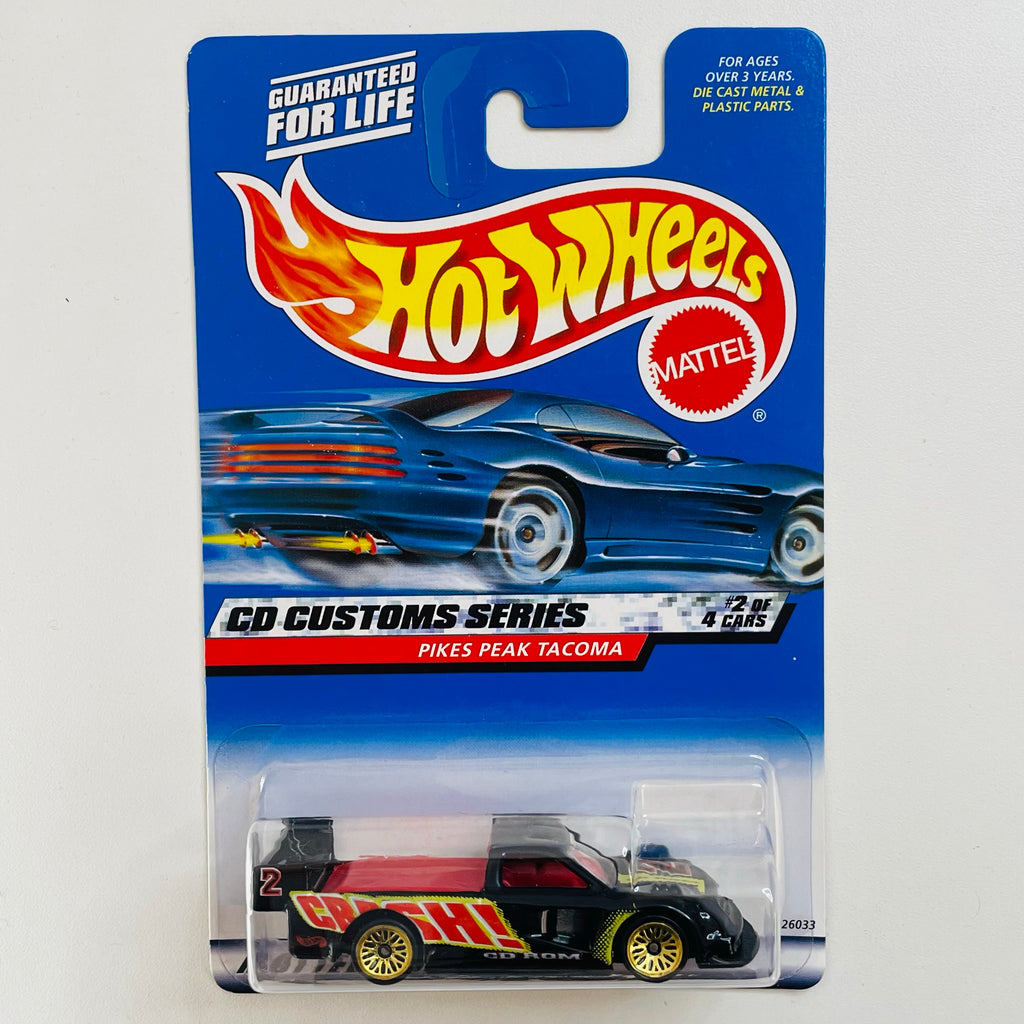 GUARANTEED
FOR LIFE
FOR AGES
OVER 3 YEARS.
DIE CAST METAL &
PLASTIC PARTS.
HOT WHEELS
MATTEL
®
CD CUSTOMS SERIES
#2 OF
4 CARS
PIKES PEAK TACOMA
2
CRASH!
CD ROM
26033